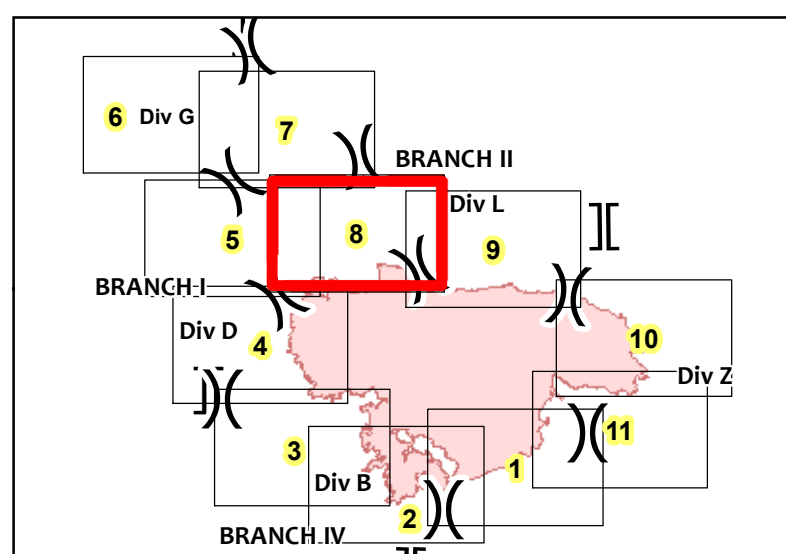 6
Div G
7
BRANCH II
Div L
5
8
9
BRANCH I
Div D
4
10
Div Z
3
11
1
Div B
2
BRANCH IV